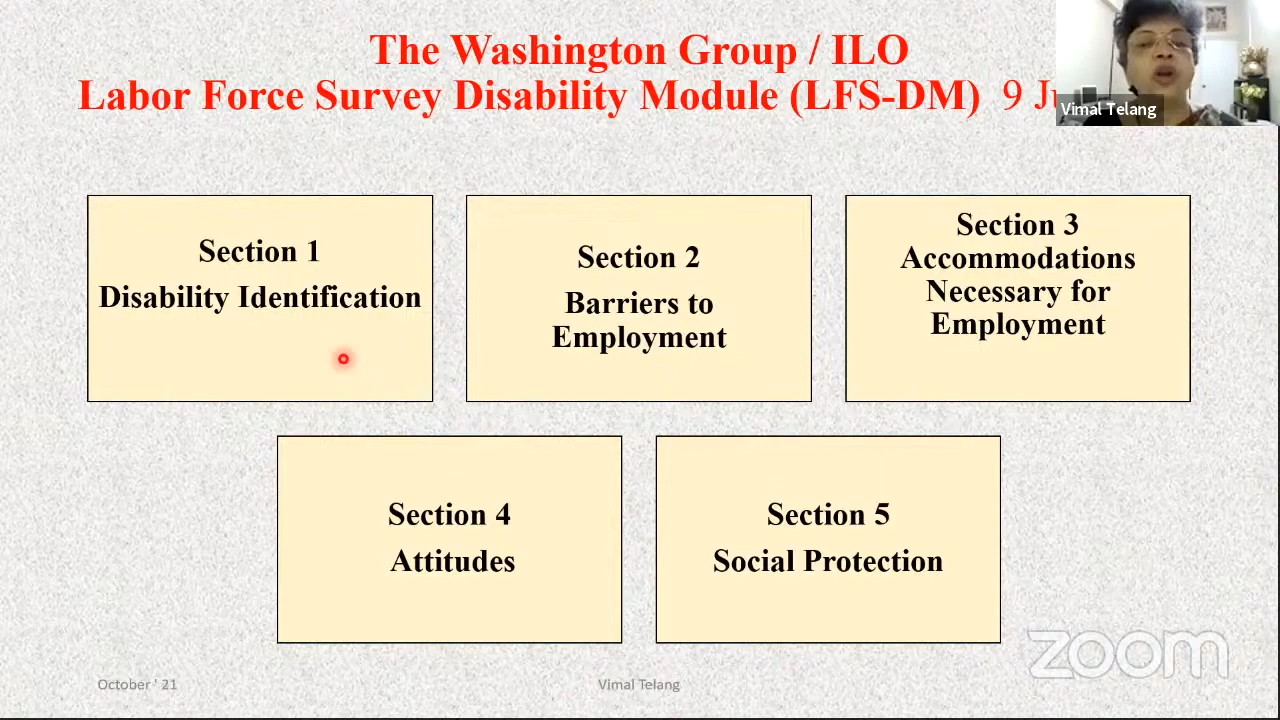 The Washington Group / ILO
Labor Force Survey Disability Module (LFS-DM) 9
Vimal Telang
Section 1
Disability Identification
Section 2
Barriers to
Employment
Section 3
Accommodations
Necessary for
Employment
Section 4
Attitudes
Section 5
Social Protection
October ' 21
Vimal Telang
zoom